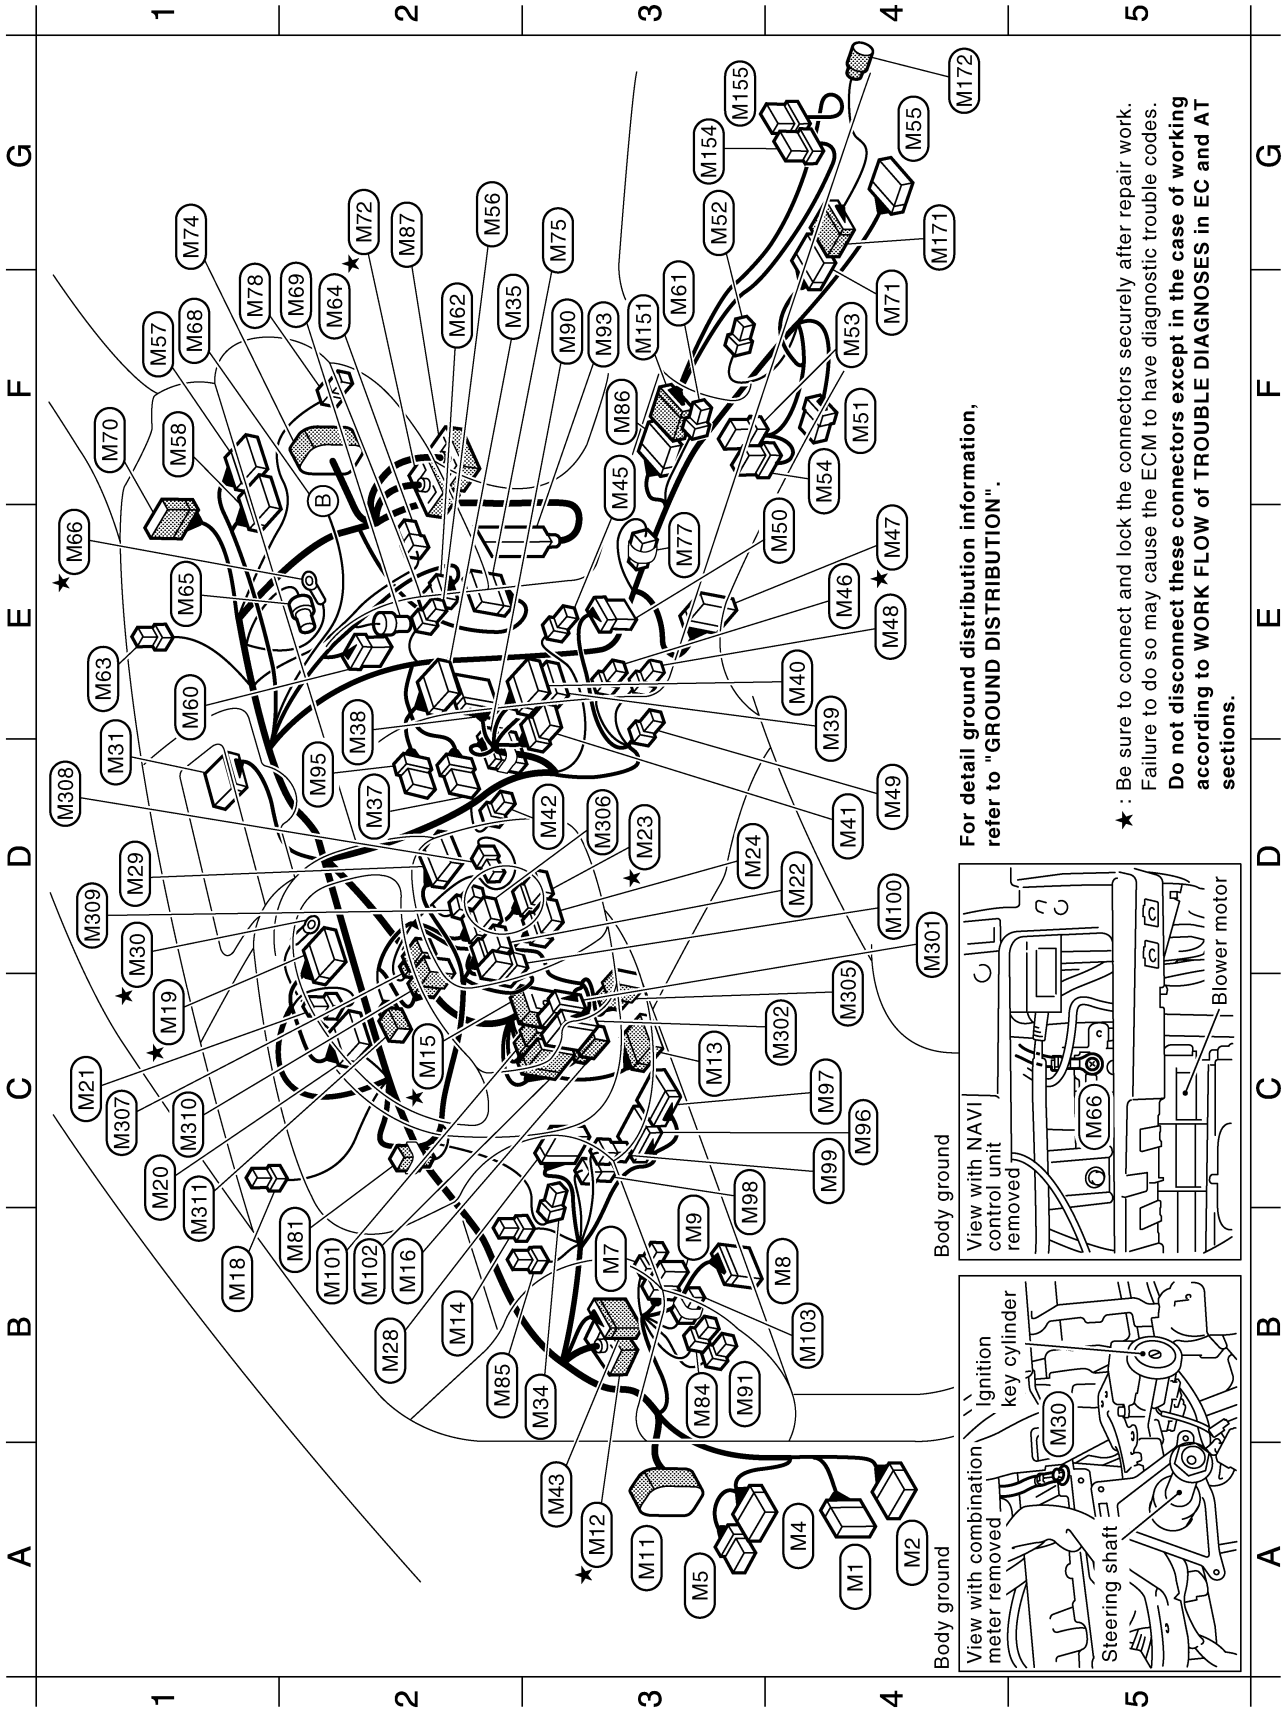 1
2
3
4
5
G
F
E
D
C
B
A
M155
M172
M154
M55
M52
M171
M71
M61
M151
M53
M86
M51
M54
M45
M77
M50
M47
★
M46
M48
M40
M39
M49
M41
M74
★
M72
M87
M56
M75
M35
M62
M90
M93
M78
M69
M64
M57
M68
M70
M58
B
★
M66
M65
M63
M60
M31
M38
M95
M37
M42
M308
M29
M309
M306
M23
★
M24
M22
M100
M301
M305
M302
M13
M97
M96
M99
M98
★
M30
★
M19
M15
★
M21
M307
M310
M20
M311
M18
M81
M101
M102
M16
M28
M14
M85
M34
M7
M9
M8
M103
M84
M91
M43
★
M12
M11
M5
M4
M1
M2
For detail ground distribution information,
refer to "GROUND DISTRIBUTION".
★ : Be sure to connect and lock the connectors securely after repair work.
Failure to do so may cause the ECM to have diagnostic trouble codes.
Do not disconnect these connectors except in the case of working
according to WORK FLOW of TROUBLE DIAGNOSES in EC and AT
sections.
Body ground
View with combination
meter removed
M30
Ignition
key cylinder
Steering shaft
Body ground
View with NAVI
control unit
removed
M66
Blower motor
A
B
C
D
E
F
G
1
2
3
4
5